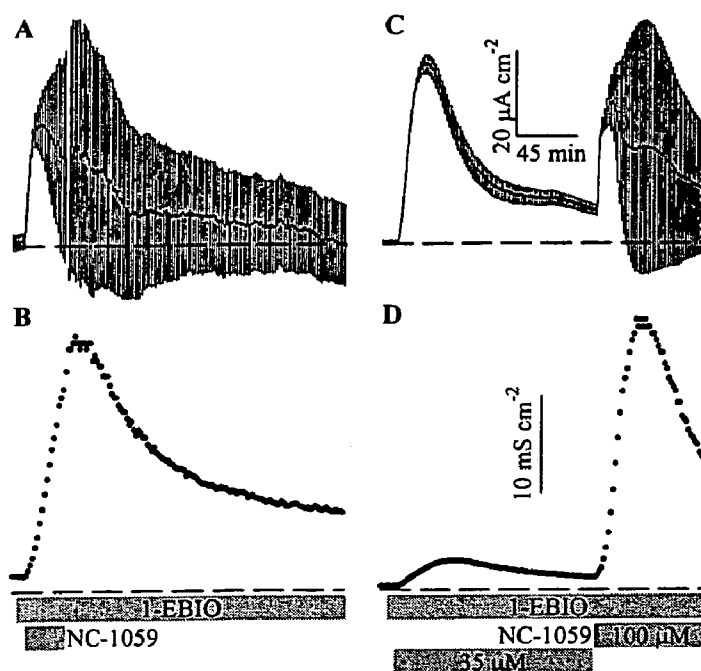 A
C
20 µA cm-2
45 min
B
D
10 mS cm-2
1-EBIO
NC-1059
1-EBIO
NC-1059 100 µM
35 µM